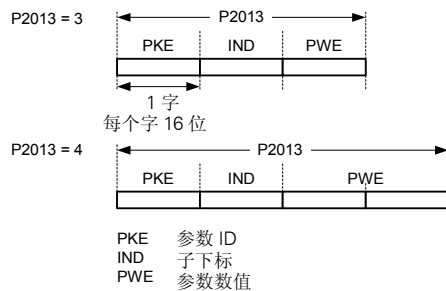 P2013 = 3
P2013
PKE IND PWE
1 字
每个字 16 位
P2013 = 4
P2013
PKE IND PWE
PKE 参数 ID
IND 子下标
PWE 参数数值